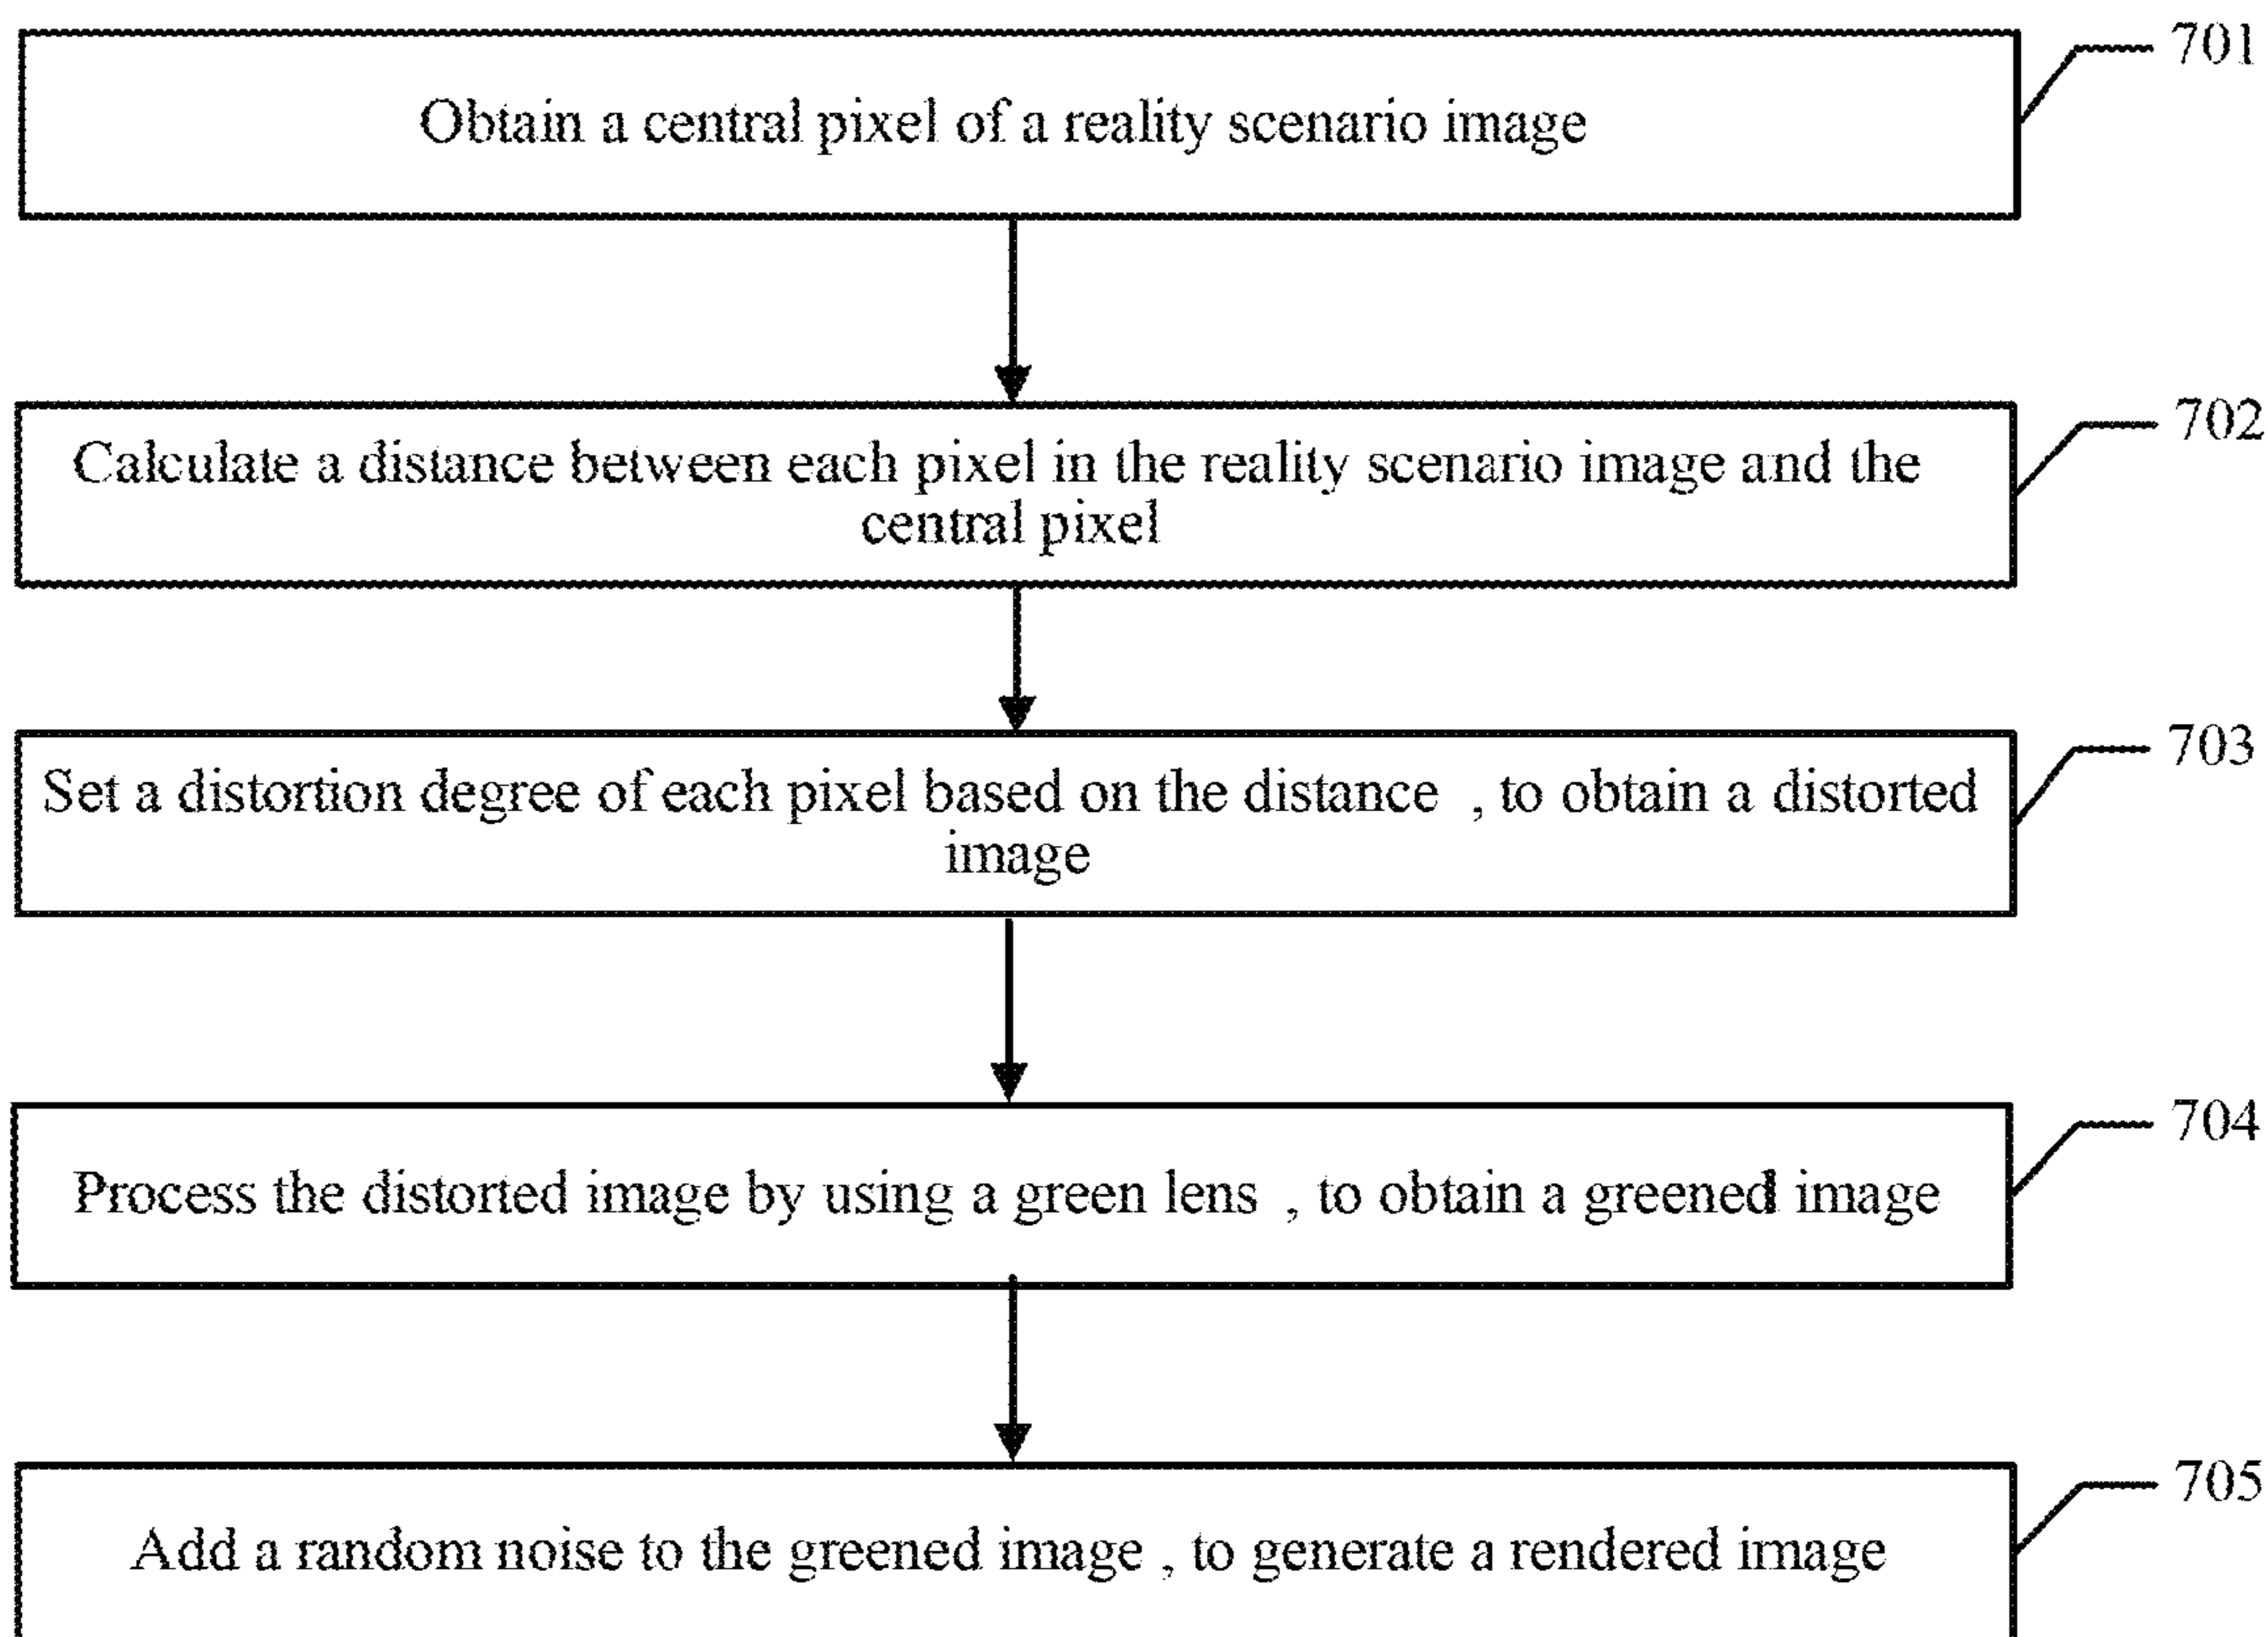 701
Obtain a central pixel of a reality scenario image
702
Calculate a distance between each pixel in the reality scenario image and the
central pixel
703
Set a distortion degree of each pixel based on the distance , to obtain a distorted
image
704
Process the distorted image by using a green lens , to obtain a greened image
705
Add a random noise to the greened image , to generate a rendered image